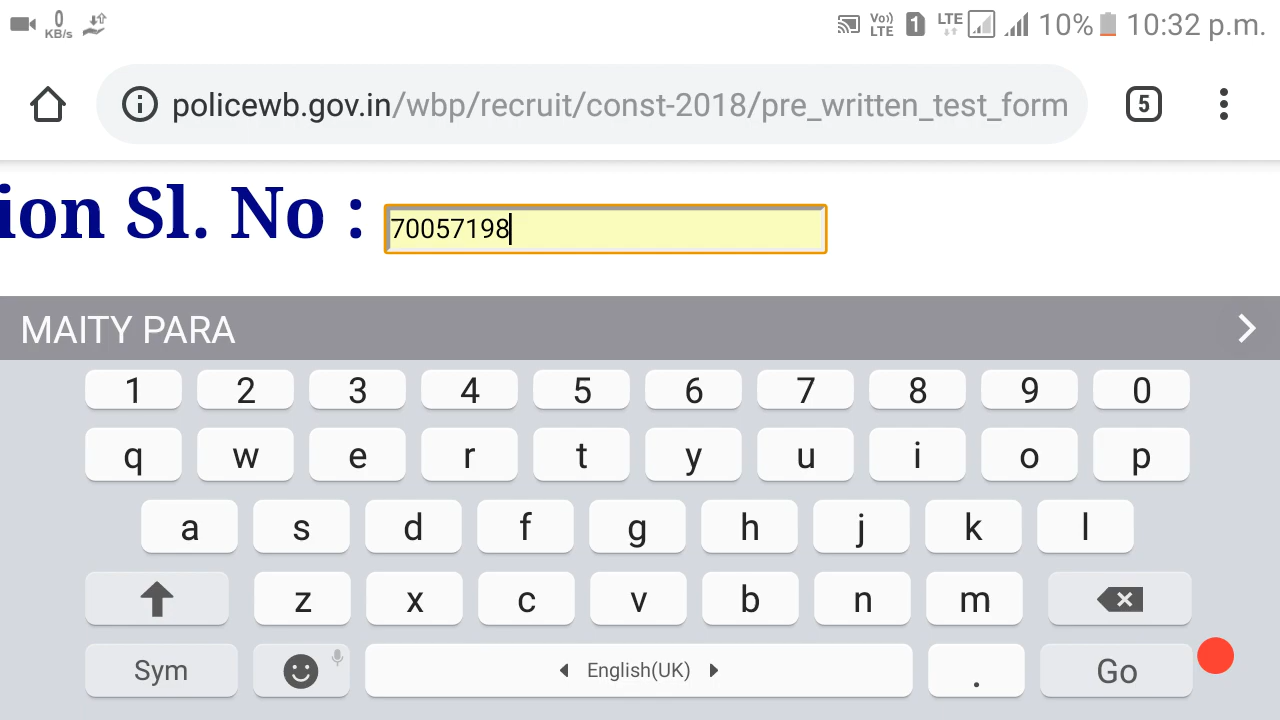 0
KB/s
Vo))
LTE
1
LTE
10%
10:32 p.m.
policewb.gov.in/wbp/recruit/const-2018/pre_written_test_form
5
ion Sl. No :
70057198
MAITY PARA
1 2 3 4 5 6 7 8 9 0
q w e r t y u i o p
a s d f g h j k l
z x c v b n m
Sym
English(UK)
.
Go